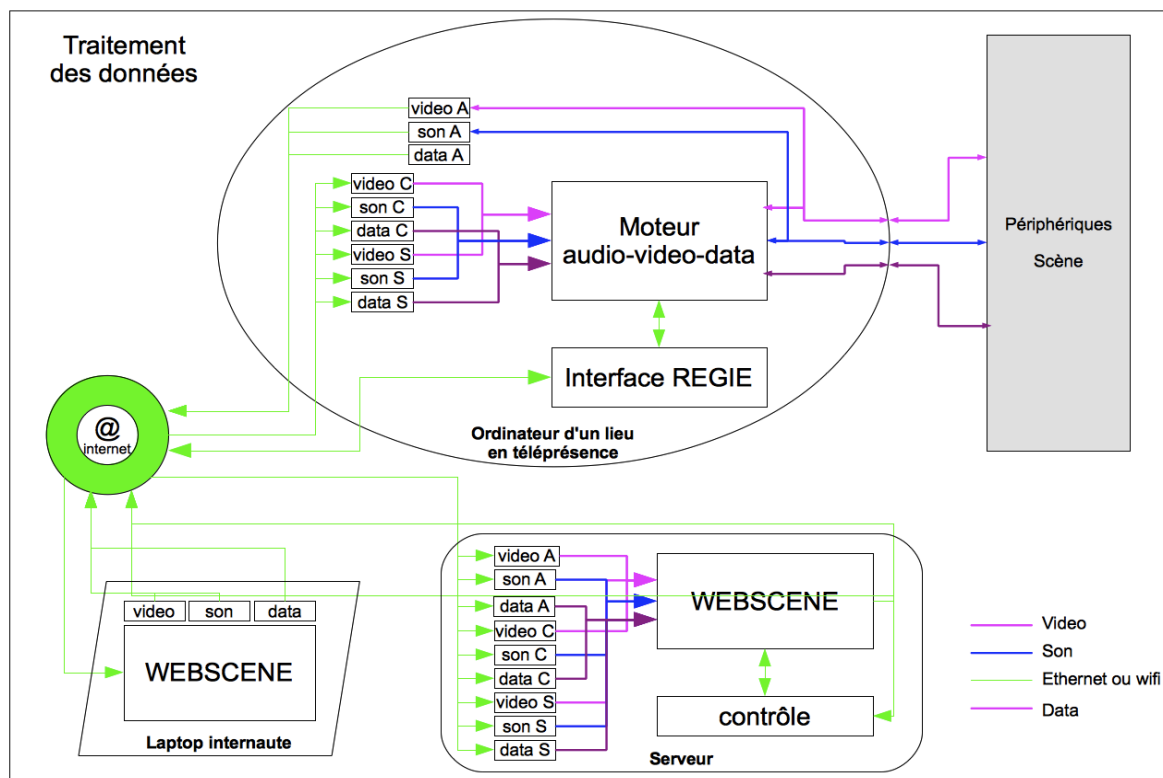 Traitement
des données
video A
son A
data A
video C
son C
data C
video S
son S
data S
Moteur
audio-video-data
Interface REGIE
Ordinateur d'un lieu
en téléprésence
Périphériques
Scène
@
internet
video
son
data
WEBSCENE
Laptop internaute
video A
son A
data A
video C
son C
data C
video S
son S
data S
WEBSCENE
contrôle
Serveur
Video
Son
Ethernet ou wifi
Data